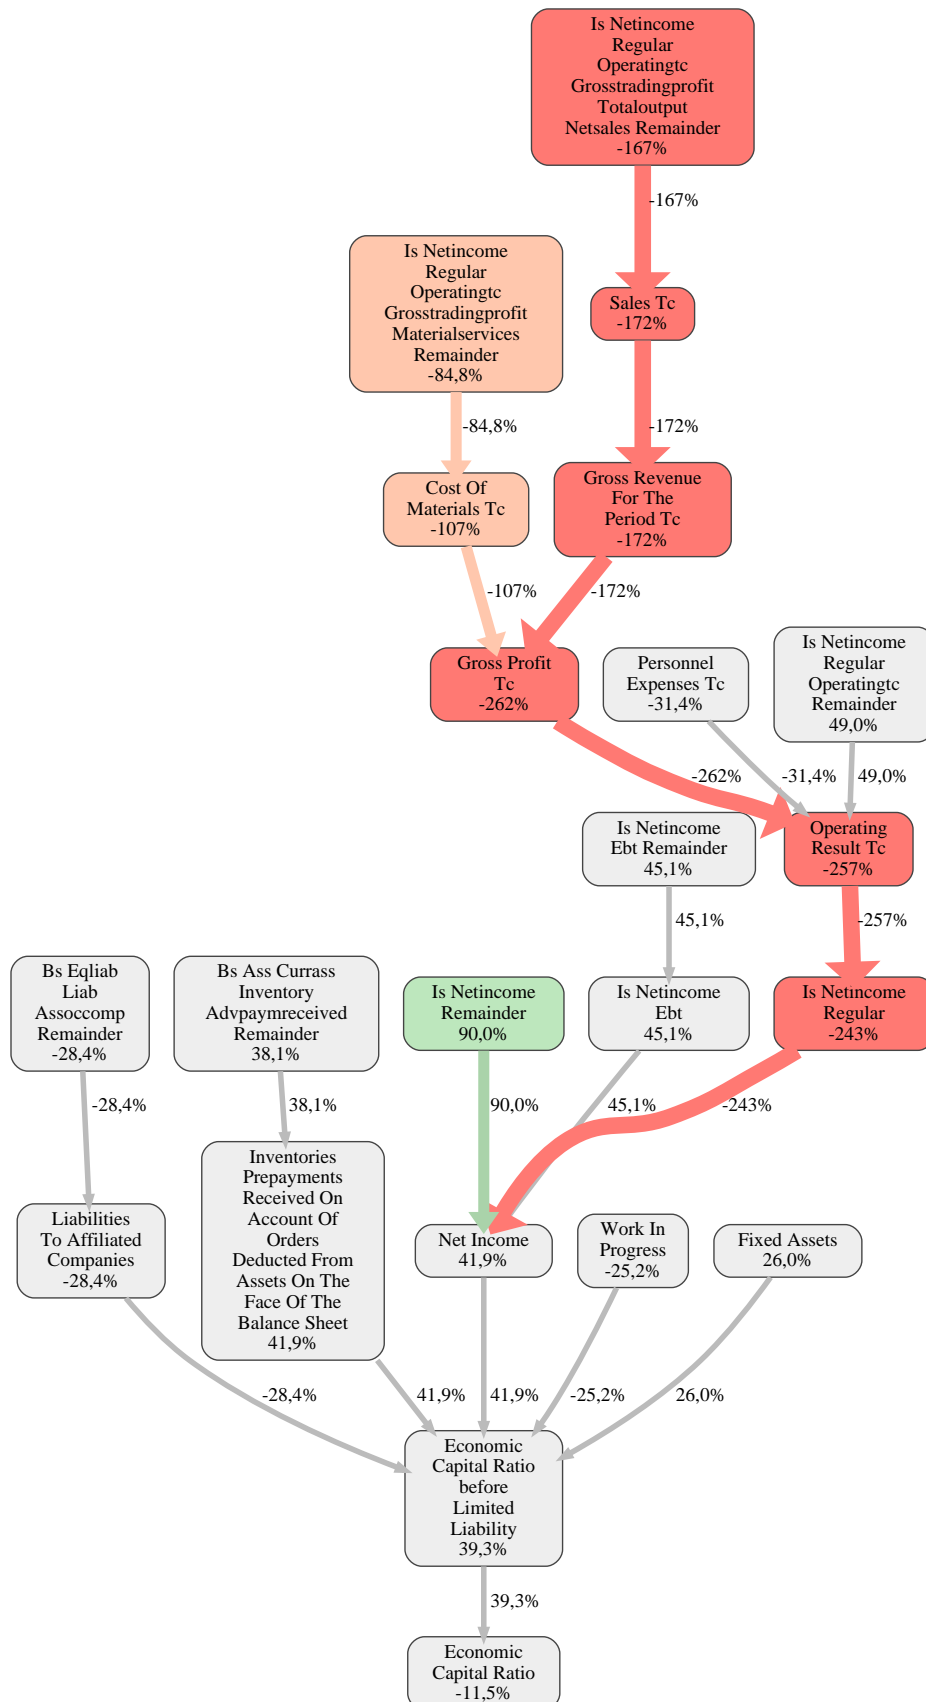 Is Netincome
Regular
Operatingtc
Grosstradingprofit
Totaloutput
Netsales Remainder
-167%
-167%
Is Netincome
Regular
Operatingtc
Grosstradingprofit
Materialservices
Remainder
-84,8%
Sales Tc
-172%
-84,8%
-172%
Cost Of
Materials Tc
-107%
Gross Revenue
For The
Period Tc
-172%
-107%
-172%
Gross Profit
Tc
-262%
Personnel
Expenses Tc
-31,4%
Is Netincome
Regular
Operatingtc
Remainder
49,0%
-262%
-31,4%
49,0%
Is Netincome
Ebt Remainder
45,1%
Operating
Result Tc
-257%
45,1%
-257%
Bs Eqliab
Liab
Assoccomp
Remainder
-28,4%
Bs Ass Currass
Inventory
Advpaymreceived
Remainder
38,1%
Is Netincome
Remainder
90,0%
Is Netincome
Ebt
45,1%
Is Netincome
Regular
-243%
-28,4%
38,1%
90,0%
45,1%
-243%
Liabilities
To Affiliated
Companies
-28,4%
Inventories
Prepayments
Received On
Account Of
Orders
Deducted From
Assets On The
Face Of The
Balance Sheet
41,9%
Net Income
41,9%
Work In
Progress
-25,2%
Fixed Assets
26,0%
-28,4%
41,9%
41,9%
-25,2%
26,0%
Economic
Capital Ratio
before
Limited
Liability
39,3%
39,3%
Economic
Capital Ratio
-11,5%